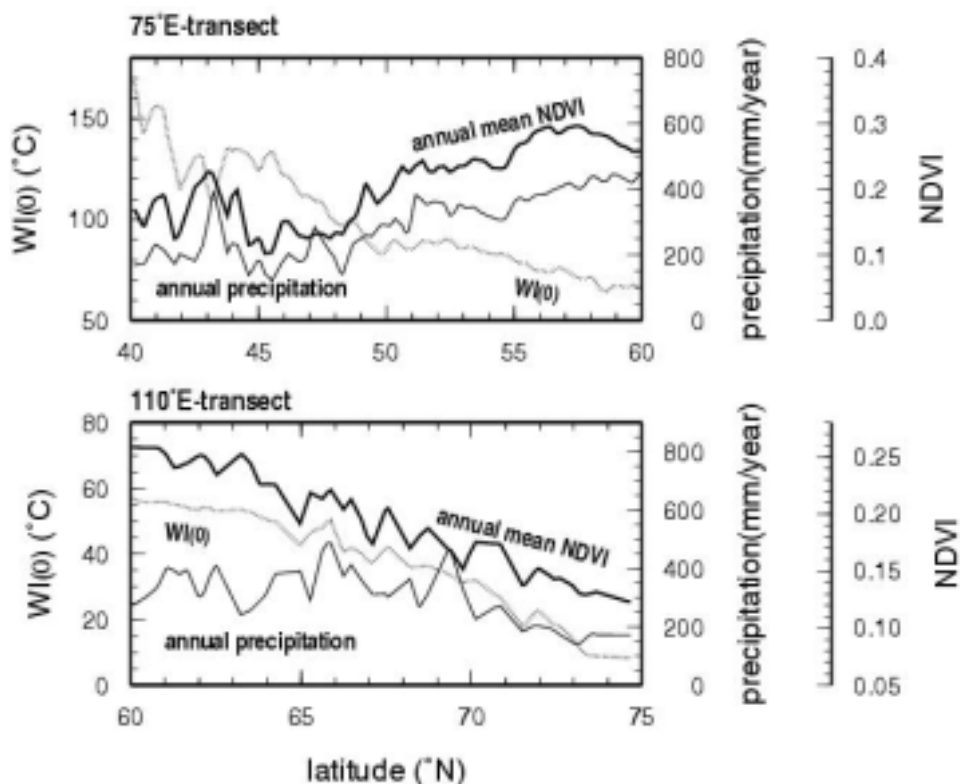 75°E-transect
WI(0) (°C)
150
100
50
annual mean NDVI
annual precipitation
WI(0)
800
600
400
200
0
precipitation(mm/year)
0.4
0.3
0.2
0.1
0.0
NDVI
40 45 50 55 60
110°E-transect
WI(0) (°C)
80
60
40
20
0
WI(0)
annual mean NDVI
annual precipitation
800
600
400
200
0
precipitation(mm/year)
0.25
0.20
0.15
0.10
0.05
NDVI
60 65 70 75
latitude (°N)